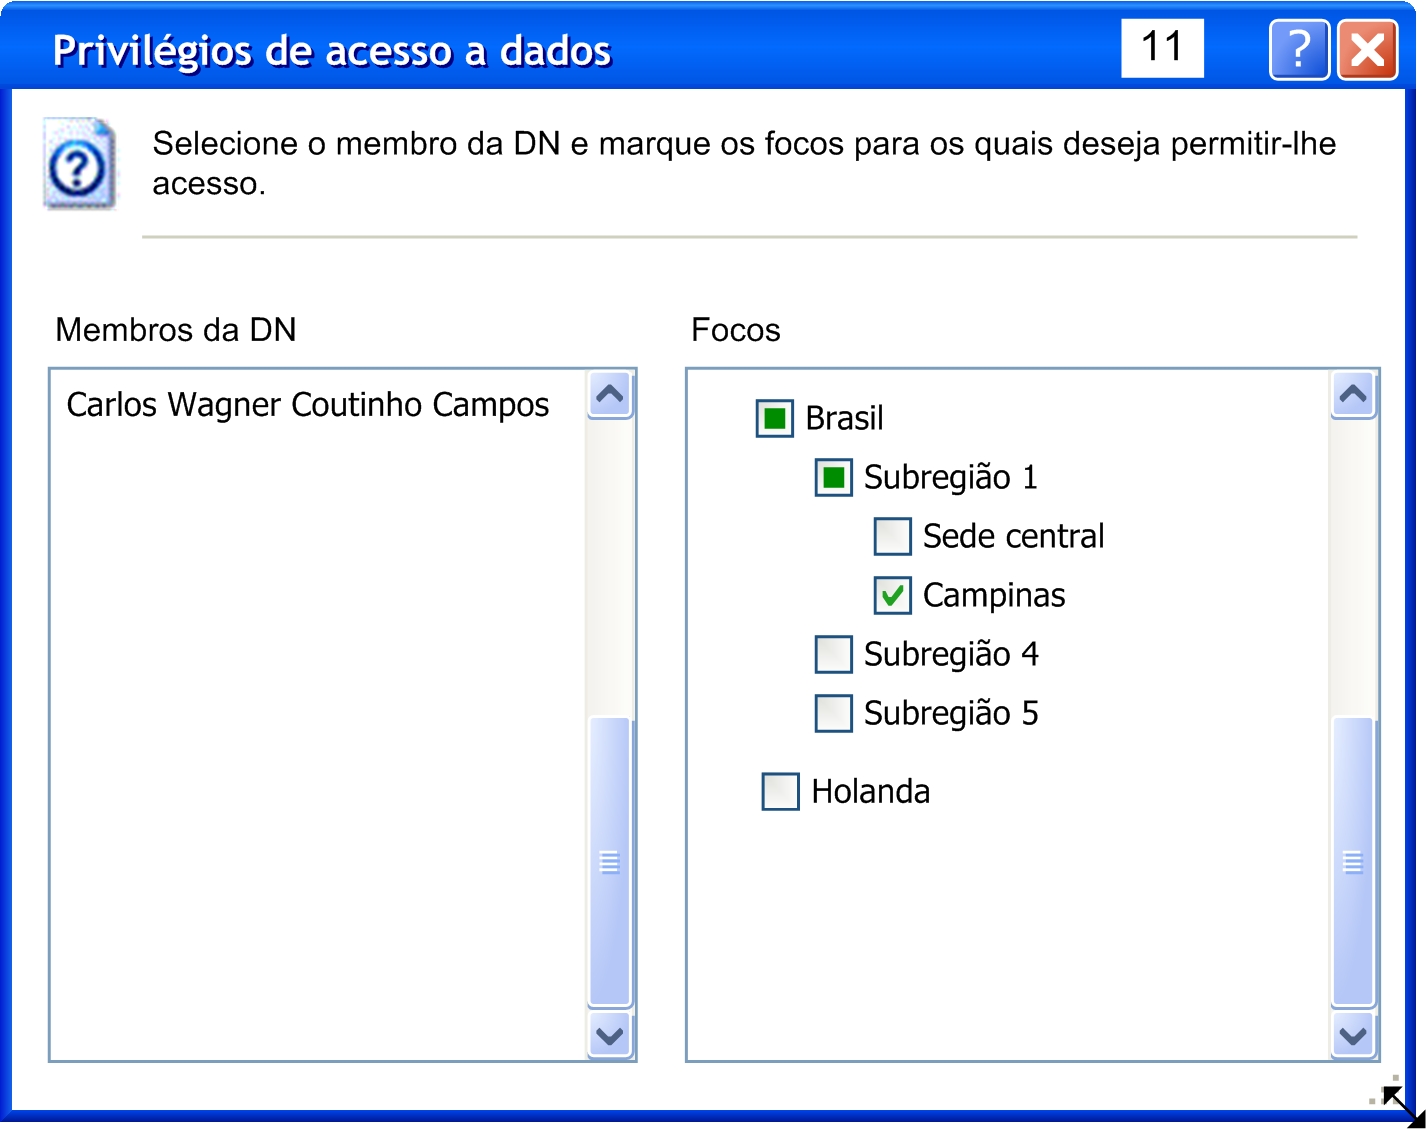 Privilégios de acesso a dados
11
Selecione o membro da DN e marque os focos para os quais deseja permitir-lhe
acesso.
Membros da DN
Carlos Wagner Coutinho Campos
Focos
Brasil
Subregião 1
Sede central
Campinas
Subregião 4
Subregião 5
Holanda